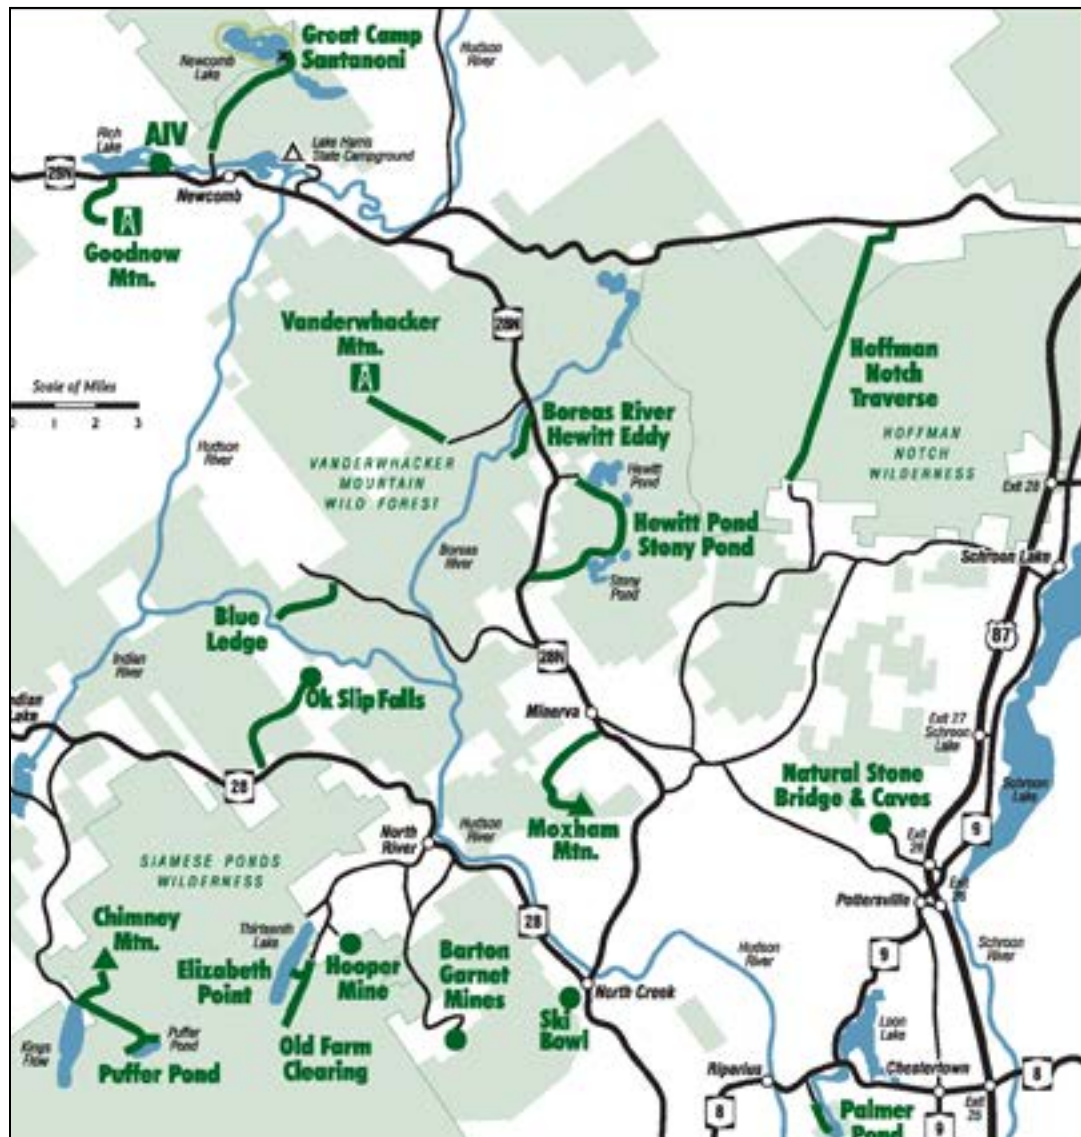 Great Camp
Santanoni
Newcomb
Lake
Hudson
River
Rich
Lake
AIV
Lake Harris
State Campground
28N
Newcomb
Goodnow
Mtn.
Vanderwhacker
Mtn.
28N
Hoffman
Notch
Traverse
Scale of Miles
0 1 2 3
Boreas River
Hewitt Eddy
HOFFMAN
NOTCH
WILDERNESS
Hudson
River
VANDERWHACKER
MOUNTAIN
WILD FOREST
Hewitt
Pond
Exit 28
Hewitt Pond
Stony Pond
Boreas
River
Stony
Pond
Schroon Lake
Blue
Ledge
87
Indian
River
28N
Ok Slip Falls
ndian
Lake
Minerva
Exit 27
Schroon
Lake
28
Natural Stone
Bridge & Caves
Schroon
Lake
Moxham
Mtn.
North
River
Hudson
River
9
Exit
26
SIAMESE PONDS
WILDERNESS
Exit
26
Pottersville
Chimney
Mtn.
28
Thirteenth
Lake
Elizabeth
Point
Hooper
Mine
Barton
Garnet
Mines
Hudson
River
9
Schroon
River
North Creek
Ski
Bowl
Kings
Flow
Puffer
Pond
Puffer Pond
Old Farm
Clearing
Loon
Lake
Riparius
Chestertown
8
8
Palmer
Pond
9
Exit
25